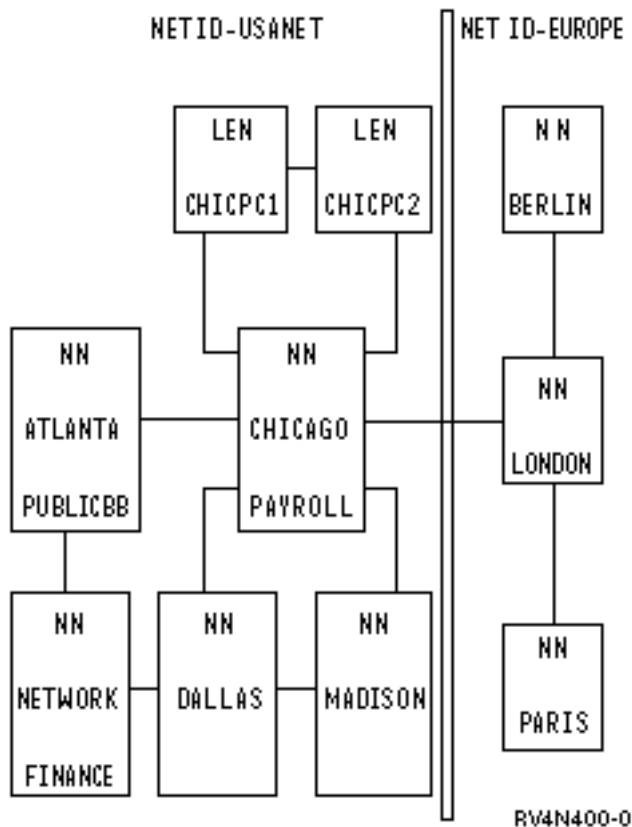 NETID-USANET
NET ID-EUROPE
LEN
CHICPC1
LEN
CHICPC2
N N
BERLIN
NN
ATLANTA
PUBLICBB
NN
CHICAGO
PAYROLL
NN
LONDON
NN
NETWORK
FINANCE
NN
DALLAS
NN
MADISON
NN
PARIS
RV4N400-0